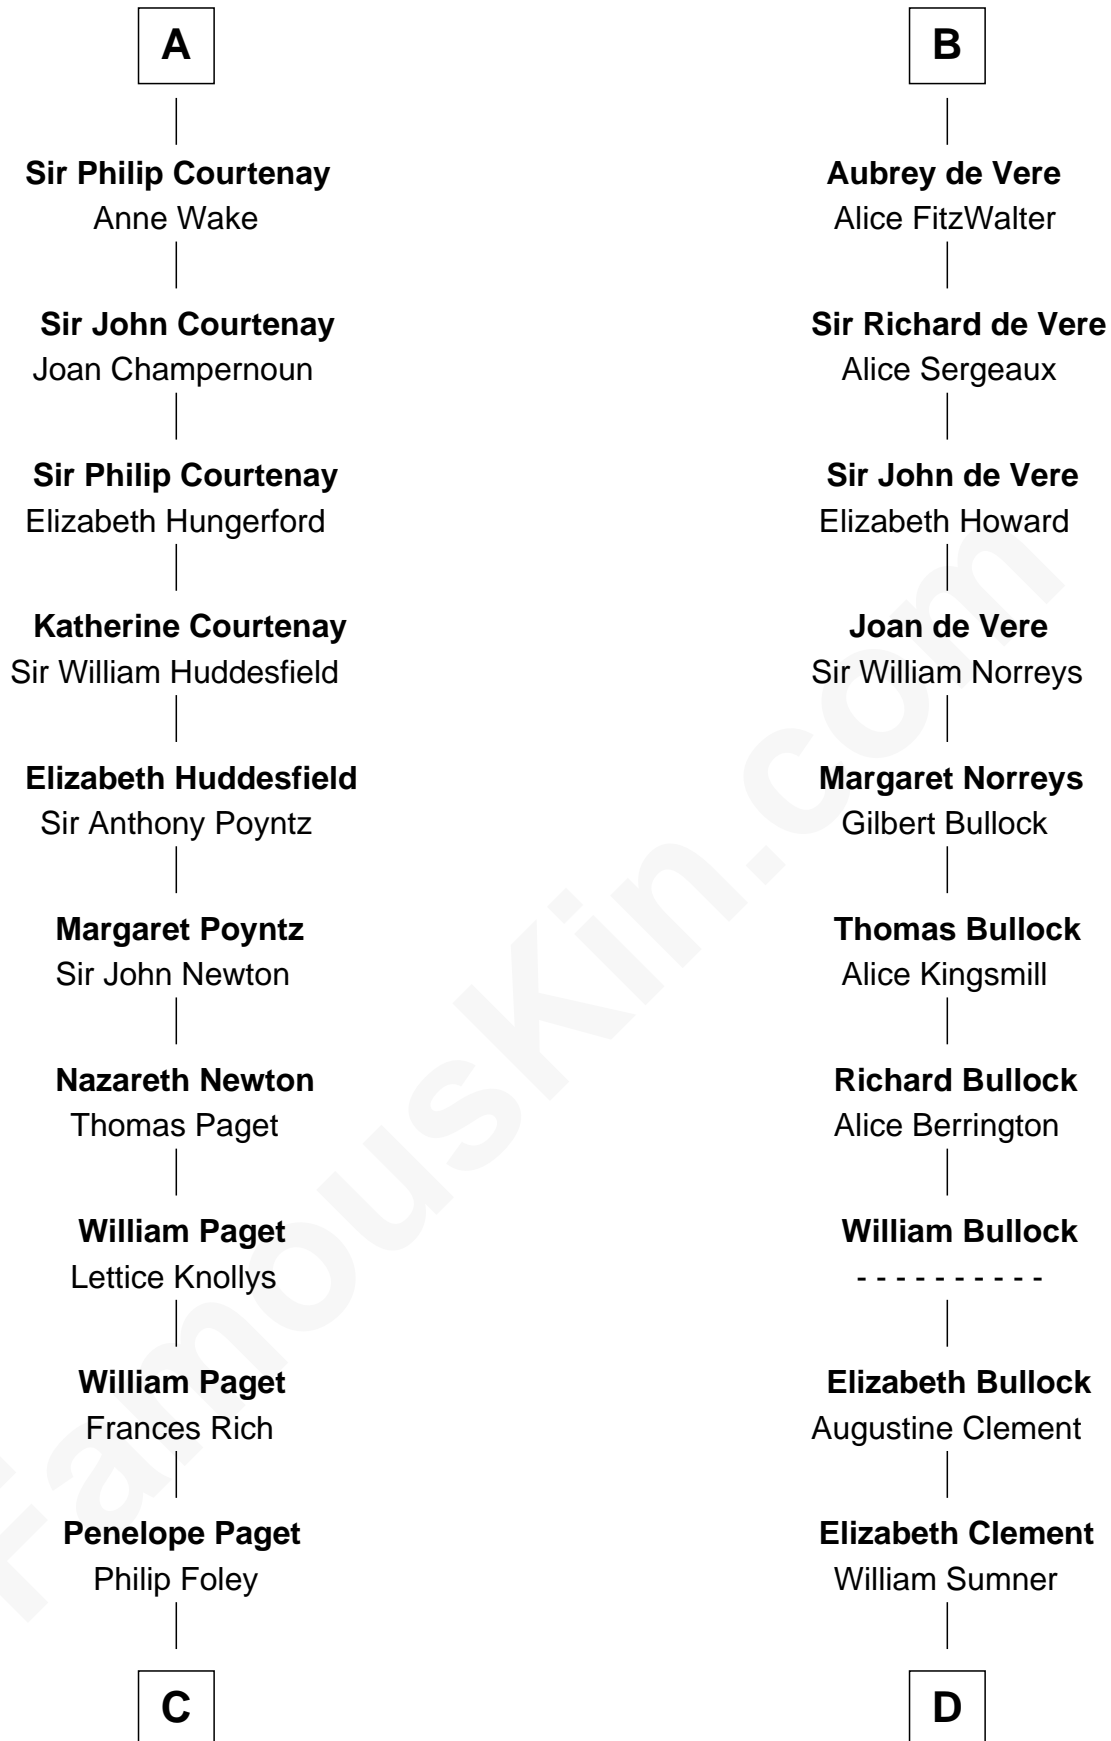 A
Sir Philip Courtenay
Anne Wake
Sir John Courtenay
Joan Champernoun
Sir Philip Courtenay
Elizabeth Hungerford
Katherine Courtenay
Sir William Huddesfield
Elizabeth Huddesfield
Sir Anthony Poyntz
Margaret Poyntz
Sir John Newton
Nazareth Newton
Thomas Paget
William Paget
Lettice Knollys
William Paget
Frances Rich
Penelope Paget
Philip Foley
C
B
Aubrey de Vere
Alice FitzWalter
Sir Richard de Vere
Alice Sergeaux
Sir John de Vere
Elizabeth Howard
Joan de Vere
Sir William Norreys
Margaret Norreys
Gilbert Bullock
Thomas Bullock
Alice Kingsmill
Richard Bullock
Alice Berrington
William Bullock
- - - - - - - - - -
Elizabeth Bullock
Augustine Clement
Elizabeth Clement
William Sumner
D
FamousKin.com